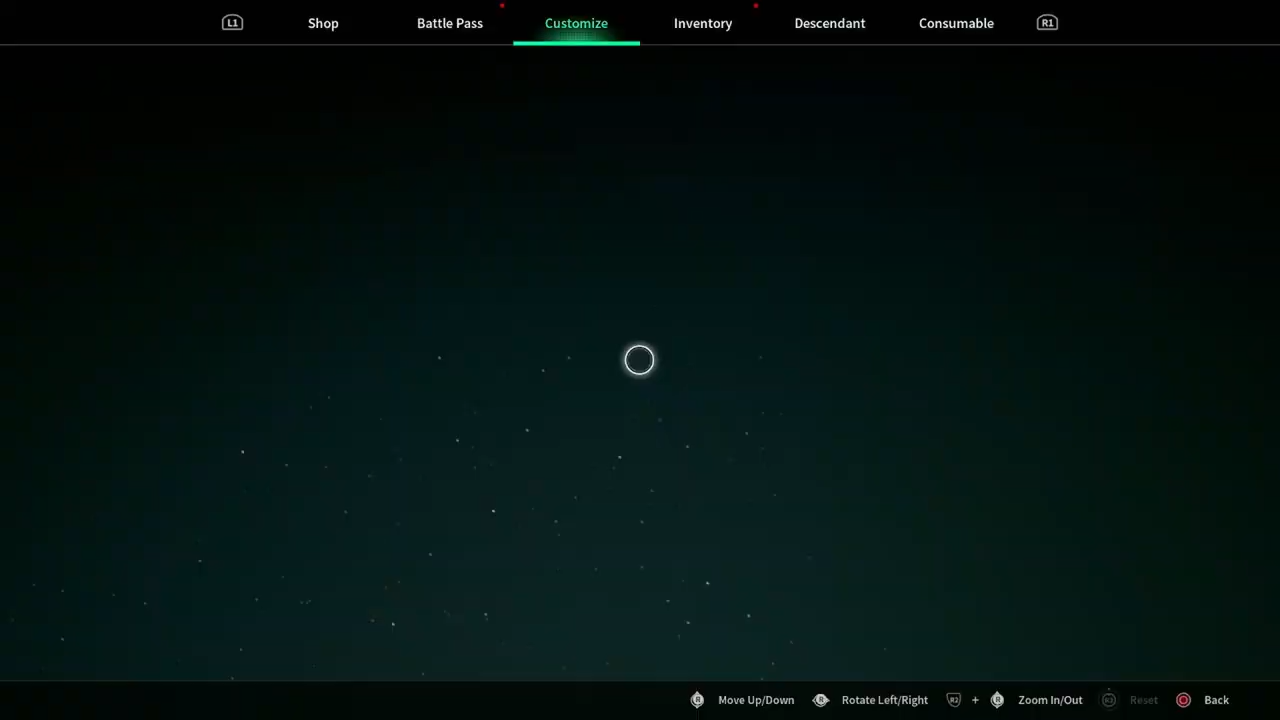 L1 Shop Battle Pass Customize Inventory Descendant Consumable R1
R Move Up/Down R Rotate Left/Right R2 + R Zoom In/Out R3 Reset Back